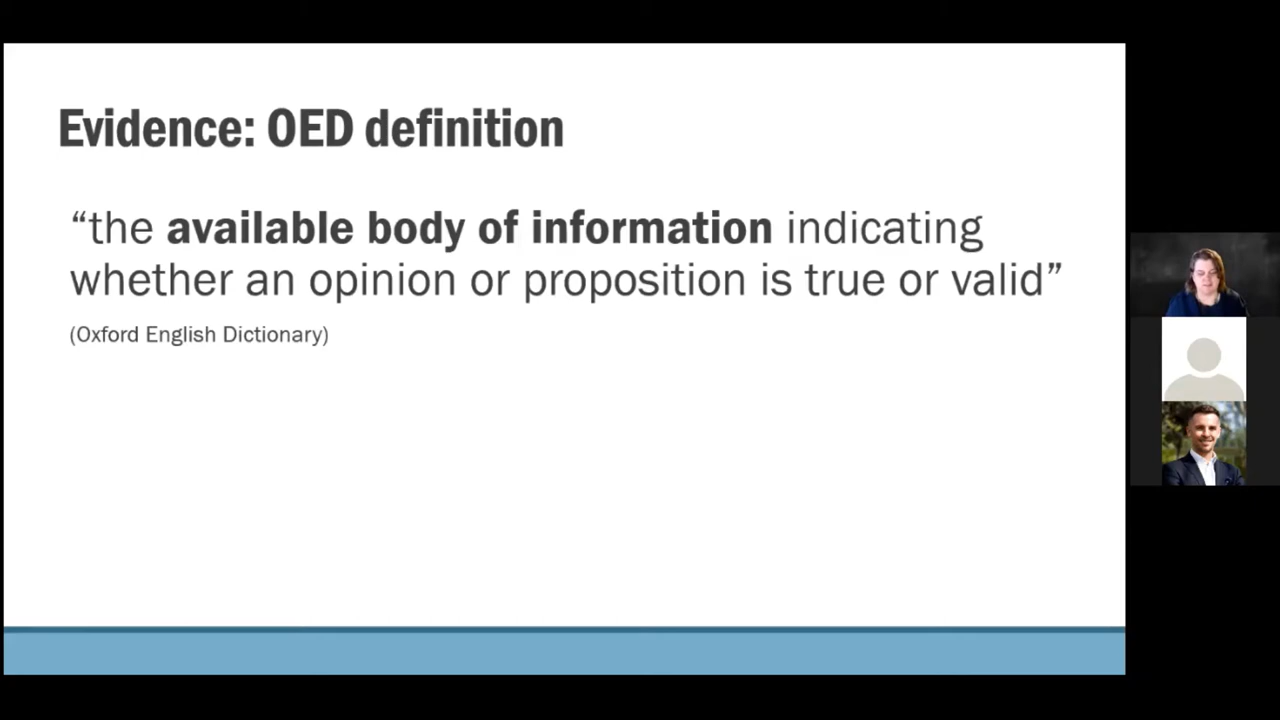 Evidence: OED definition
“the available body of information indicating
whether an opinion or proposition is true or valid”
(Oxford English Dictionary)